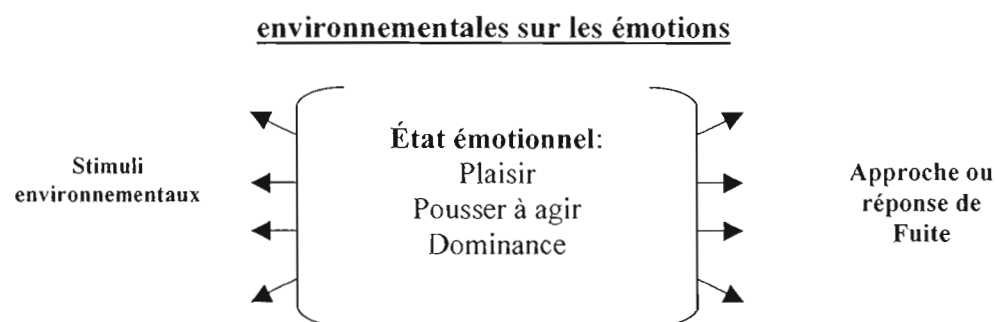 environnementales sur les émotions
Stimuli
environnementaux
État émotionnel:
Plaisir
Pousser à agir
Dominance
Approche ou
réponse de
Fuite